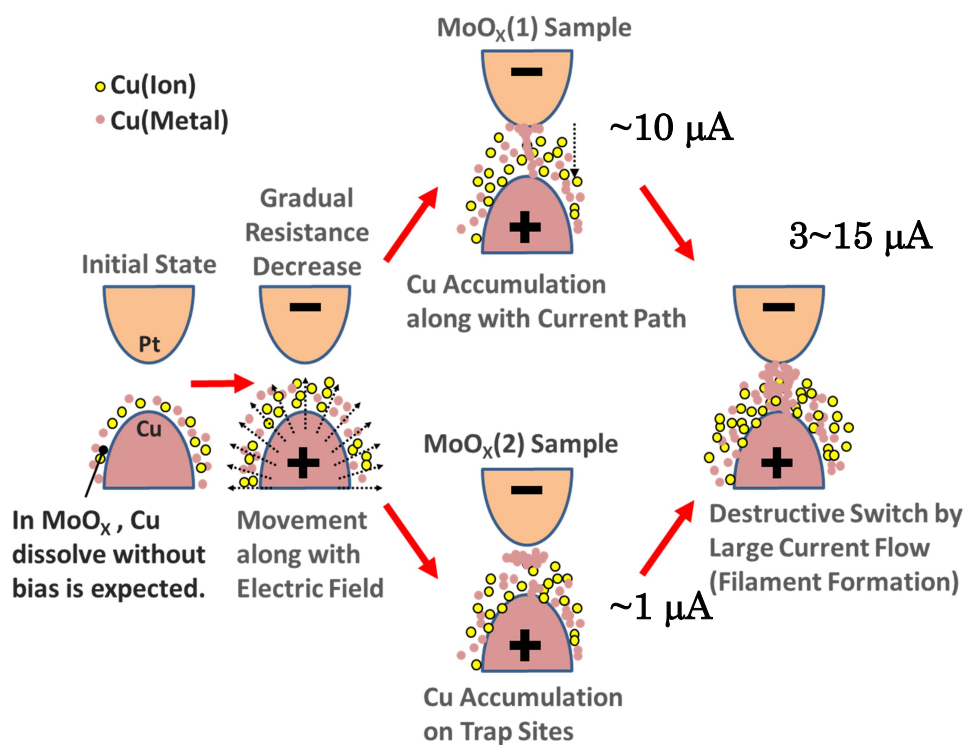 MoOX(1) Sample
Cu(Ion)
Cu(Metal)
−
~10 μA
+
Cu Accumulation
along with Current Path
Initial State
Pt
Cu
In MoOX , Cu
dissolve without
bias is expected.
Gradual
Resistance
Decrease
−
+
Movement
along with
Electric Field
MoOX(2) Sample
−
~1 μA
+
Cu Accumulation
on Trap Sites
3~15 μA
−
+
Destructive Switch by
Large Current Flow
(Filament Formation)